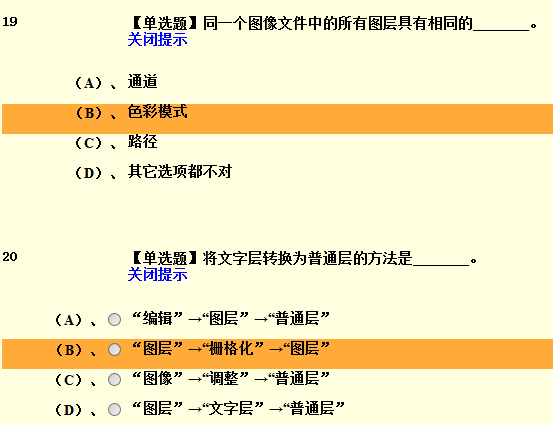 19 【单选题】同一个图像文件中的所有图层具有相同的_______。
关闭提示
（A）、通道
（B）、色彩模式
（C）、路径
（D）、其它选项都不对
20 【单选题】将文字层转换为普通层的方法是_______。
关闭提示
（A）、“编辑”→“图层”→“普通层”
（B）、“图层”→“栅格化”→“图层”
（C）、“图像”→“调整”→“普通层”
（D）、“图层”→“文字层”→“普通层”